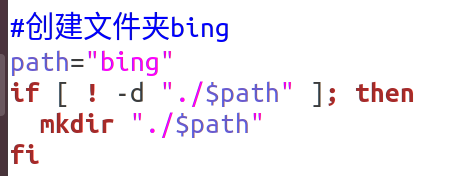 #创建文件夹bing
path="bing"
if [ ! -d "./$path" ]; then
  mkdir "./$path"
fi